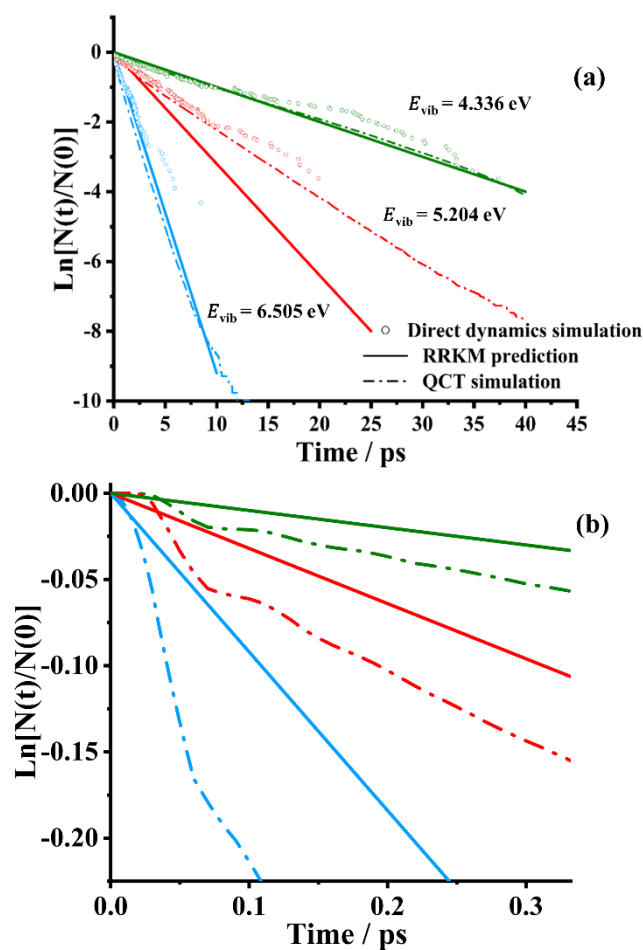 (a)
Ln[N(t)/N(0)]
0
-2
-4
-6
-8
-10
E_vib = 4.336 eV
E_vib = 5.204 eV
E_vib = 6.505 eV
Direct dynamics simulation
RRKM prediction
QCT simulation
0 5 10 15 20 25 30 35 40 45
Time / ps
(b)
Ln[N(t)/N(0)]
0.00
-0.05
-0.10
-0.15
-0.20
0.0 0.1 0.2 0.3
Time / ps